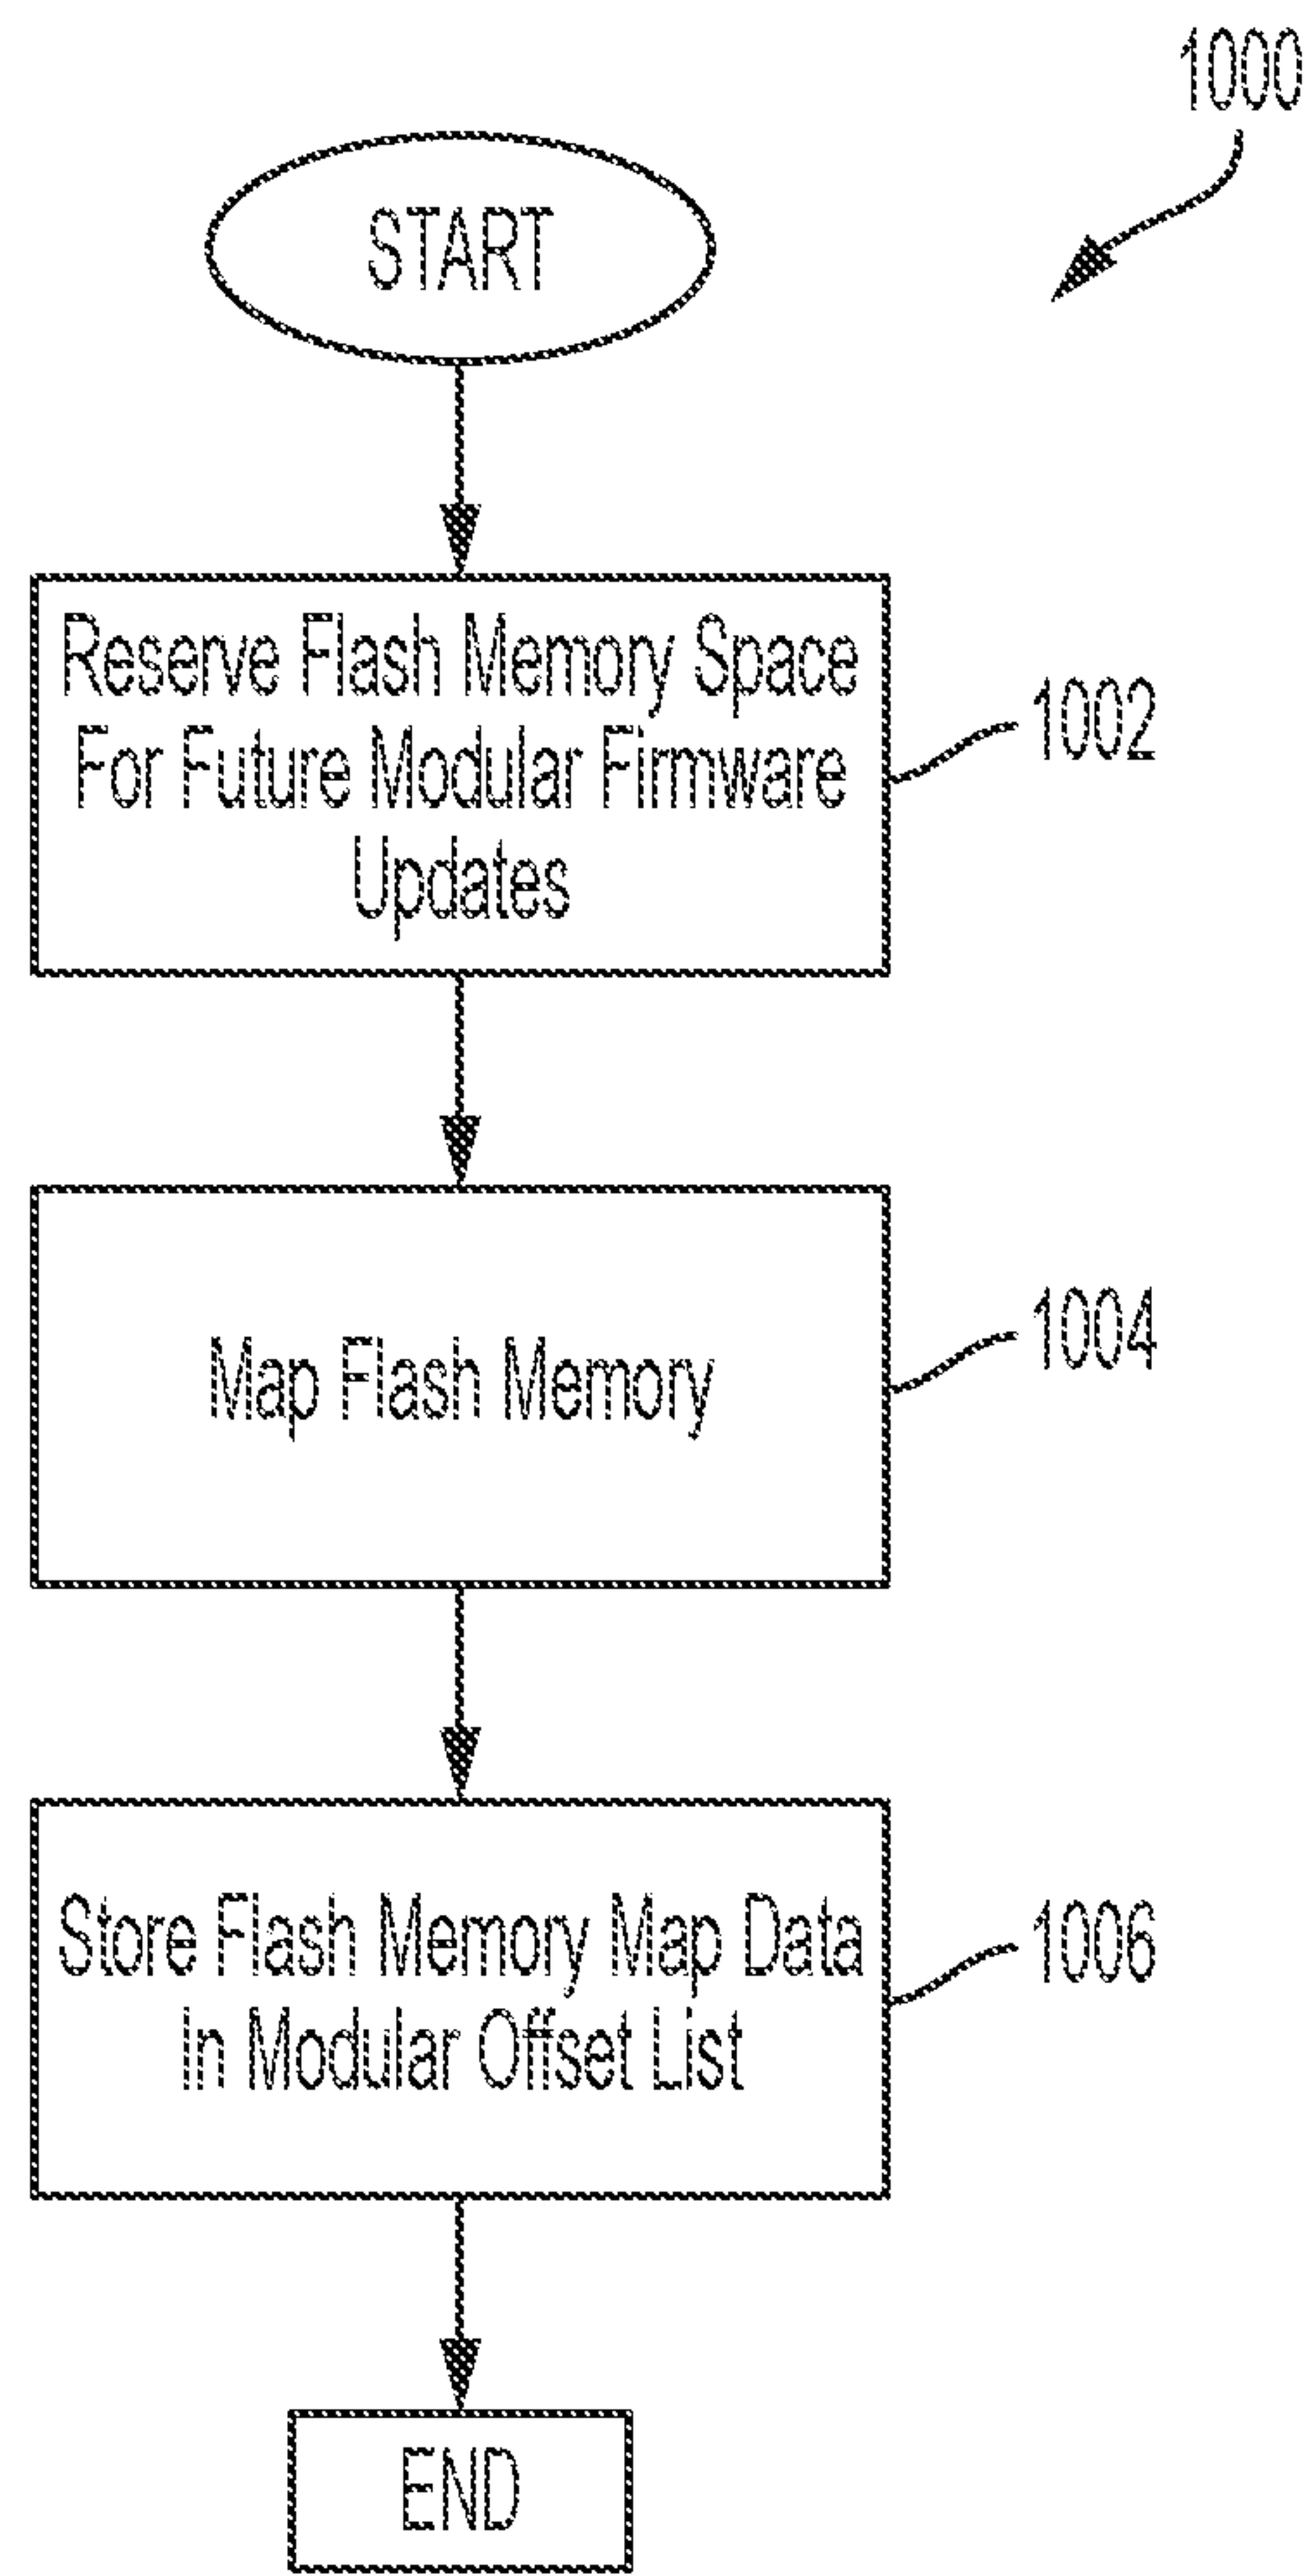 1000
START
Reserve Flash Memory Space
For Future Modular Firmware
Updates
1002
Map Flash Memory
1004
Store Flash Memory Map Data
In Modular Offset List
1006
END